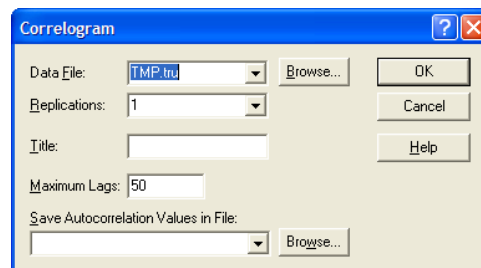 Correlogram
Data File: TMP.tru Browse... OK
Replications: 1 Cancel
Title: Help
Maximum Lags: 50
Save Autocorrelation Values in File:
Browse...